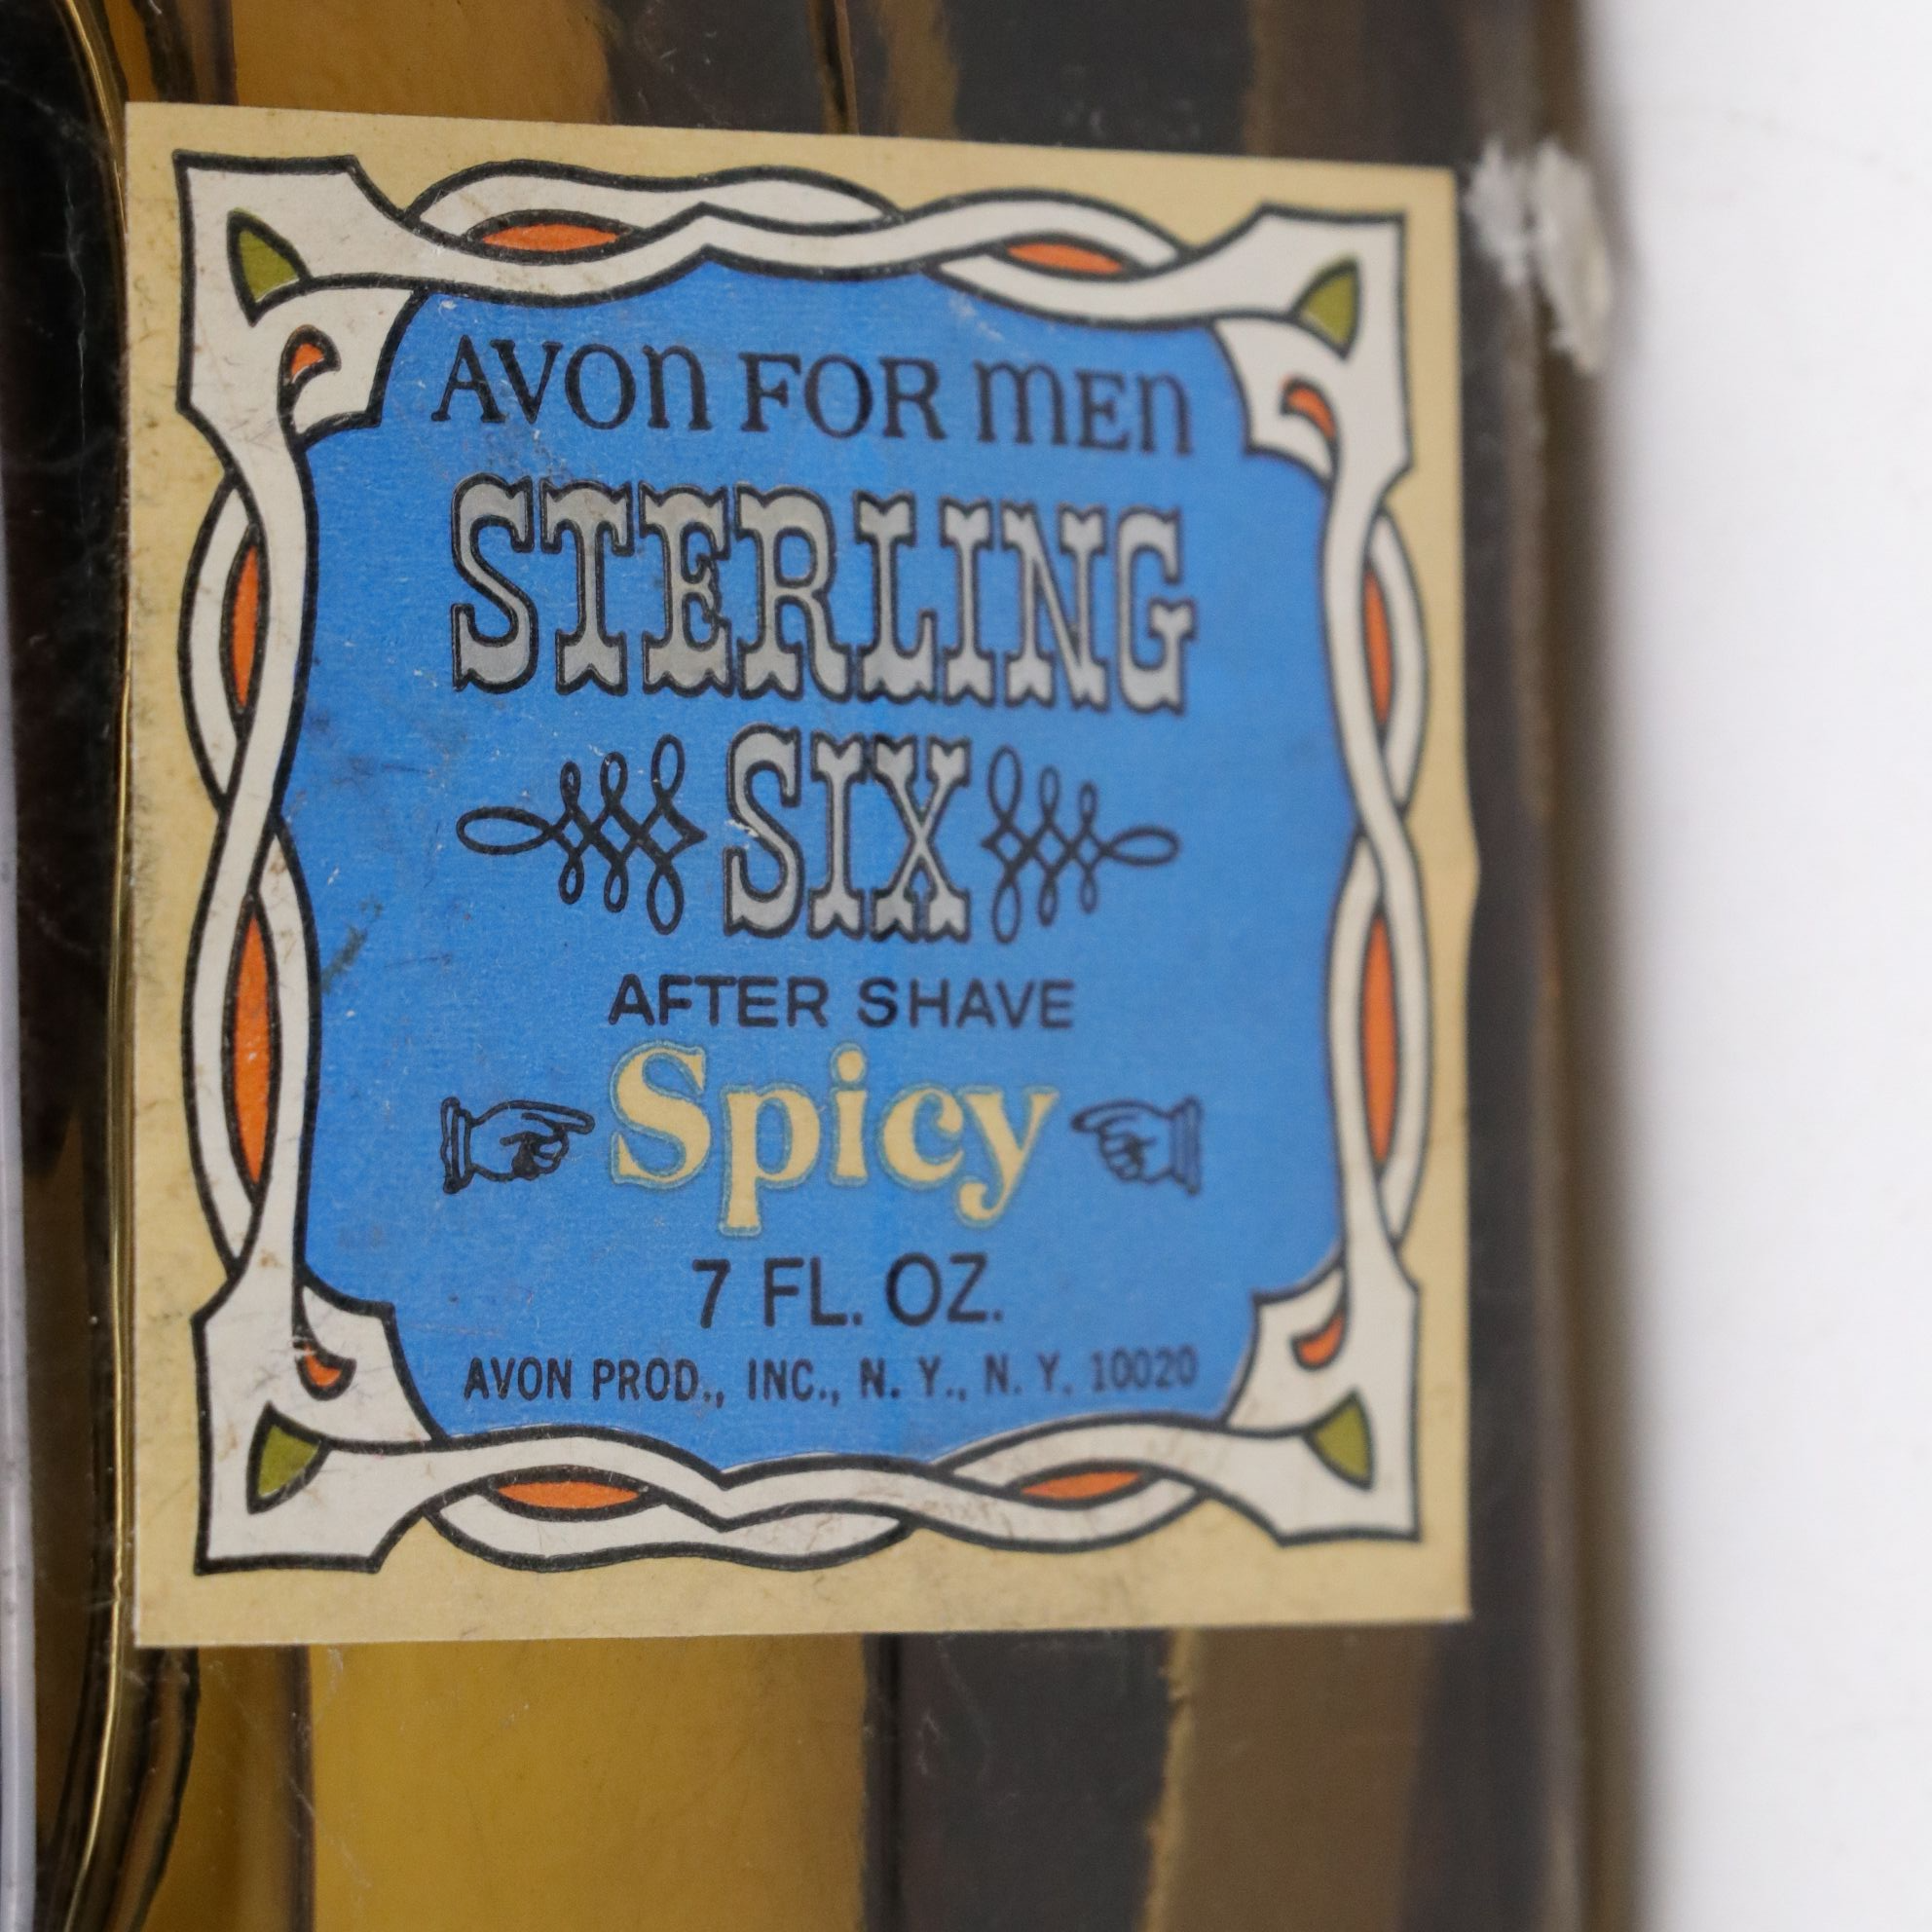 AVON FOR MEN
STERLING
SIX
AFTER SHAVE
Spicy
7 FL. OZ.
AVON PROD., INC., N. Y., N. Y. 10020